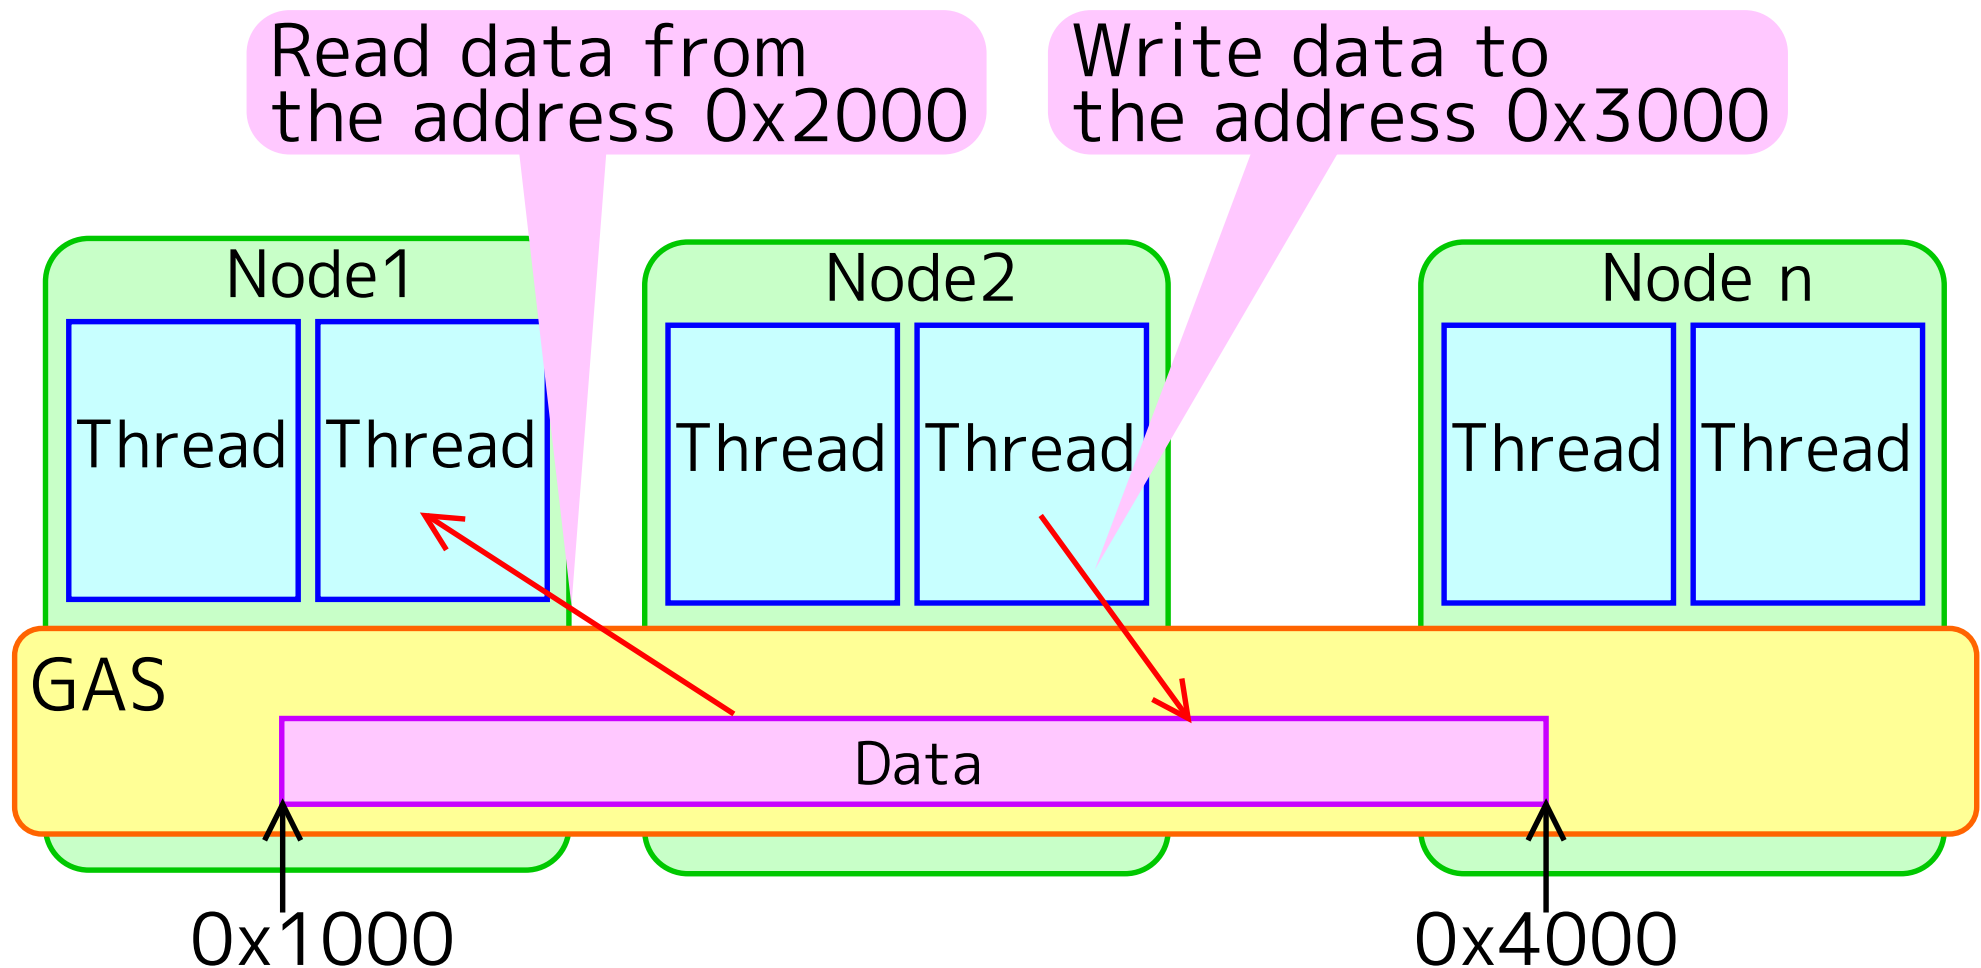 Read data from
the address 0x2000
Write data to
the address 0x3000
Node1
Node2
Node n
Thread
Thread
Thread
Thread
Thread
Thread
GAS
Data
0x1000
0x4000